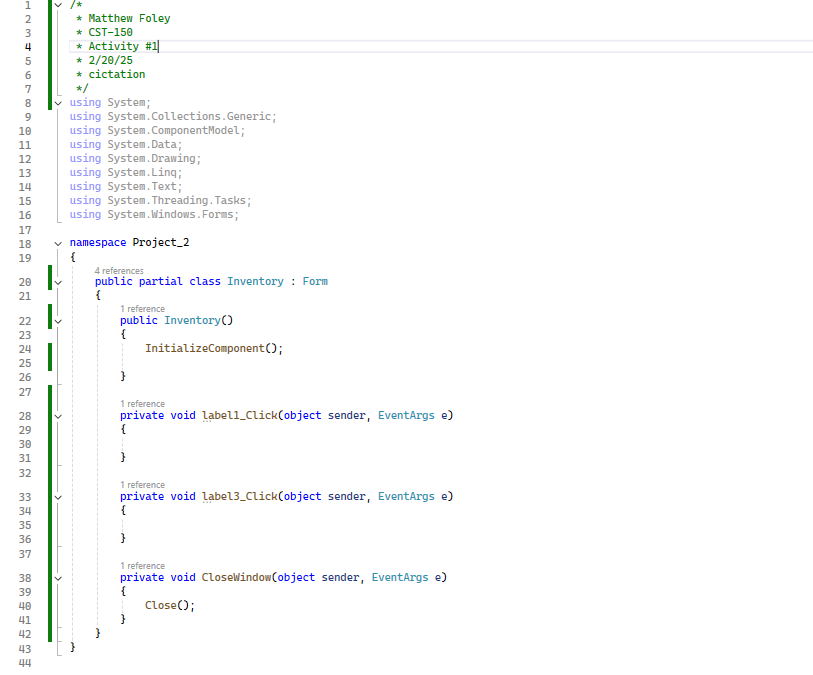 1 /*
2 * Matthew Foley
3 * CST-150
4 * Activity #1
5 * 2/20/25
6 * cictation
7 */
8 using System;
9 using System.Collections.Generic;
10 using System.ComponentModel;
11 using System.Data;
12 using System.Drawing;
13 using System.Linq;
14 using System.Text;
15 using System.Threading.Tasks;
16 using System.Windows.Forms;
17
18 namespace Project_2
19 {
4 references
20 public partial class Inventory : Form
21 {
1 reference
22 public Inventory()
23 {
24 InitializeComponent();
25
26 }
27
1 reference
28 private void label1_Click(object sender, EventArgs e)
29 {
30
31 }
32
1 reference
33 private void label3_Click(object sender, EventArgs e)
34 {
35
36 }
37
1 reference
38 private void CloseWindow(object sender, EventArgs e)
39 {
40 Close();
41 }
42 }
43 }
44